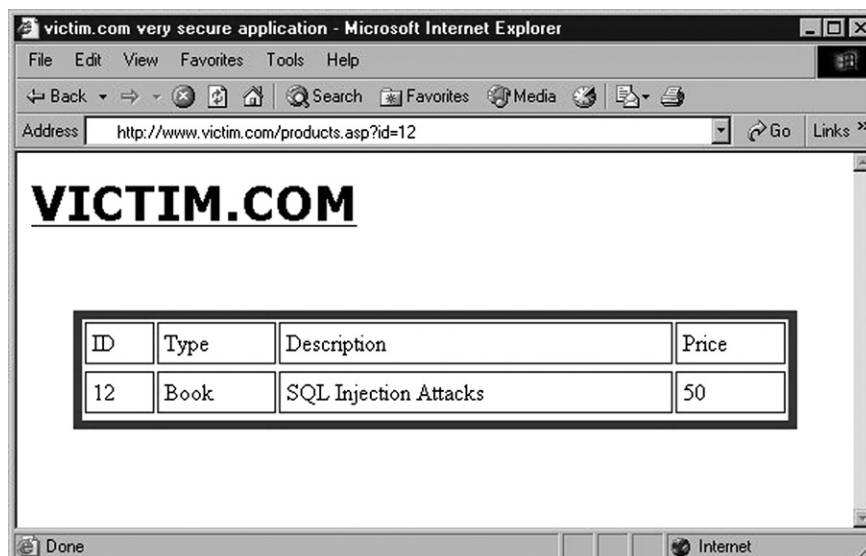 victim.com very secure application - Microsoft Internet Explorer
File Edit View Favorites Tools Help
Back Search Favorites Media
Address http://www.victim.com/products.asp?id=12 Go Links »
VICTIM.COM
ID Type Description Price
12 Book SQL Injection Attacks 50
Done Internet